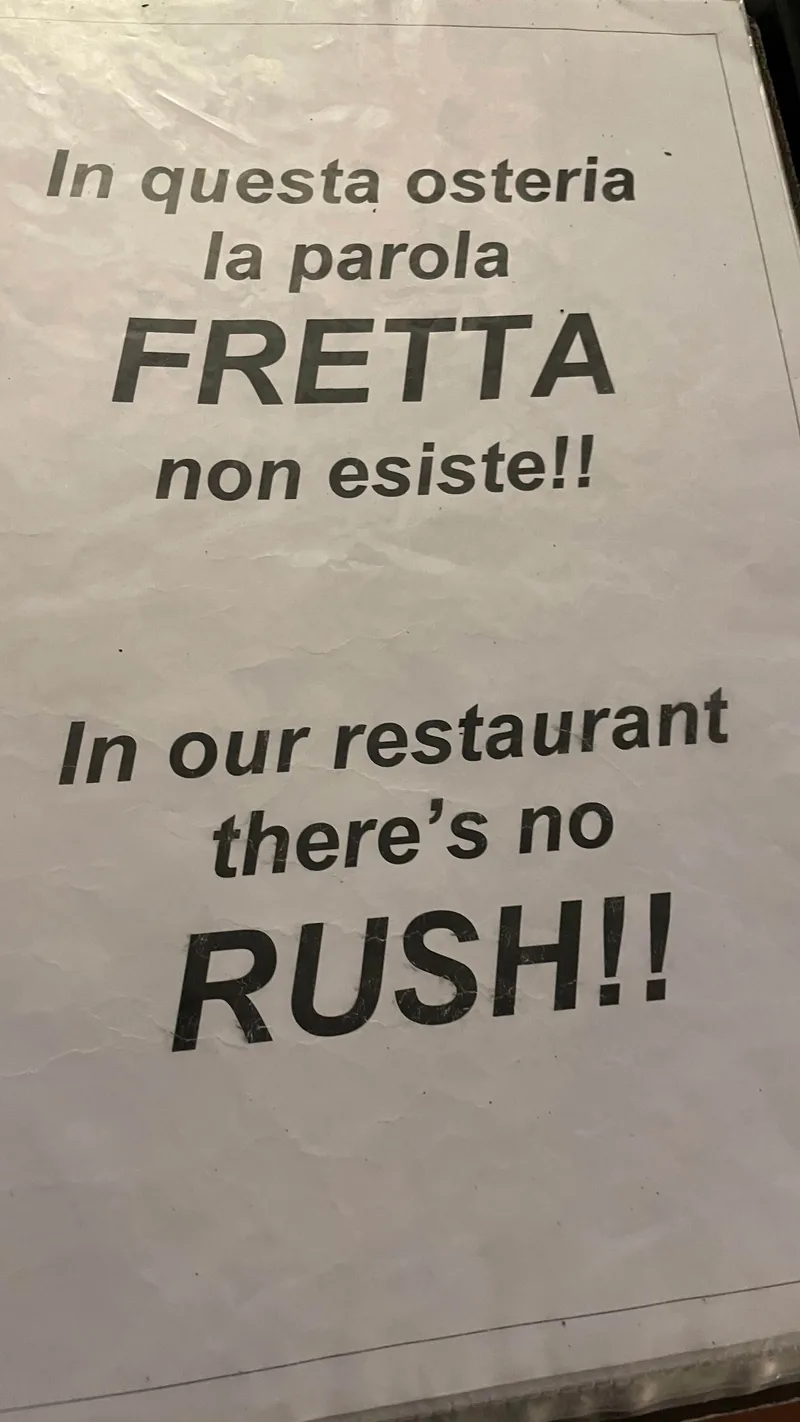 In questa osteria
la parola
FRETTA
non esiste!!
In our restaurant
there's no
RUSH!!